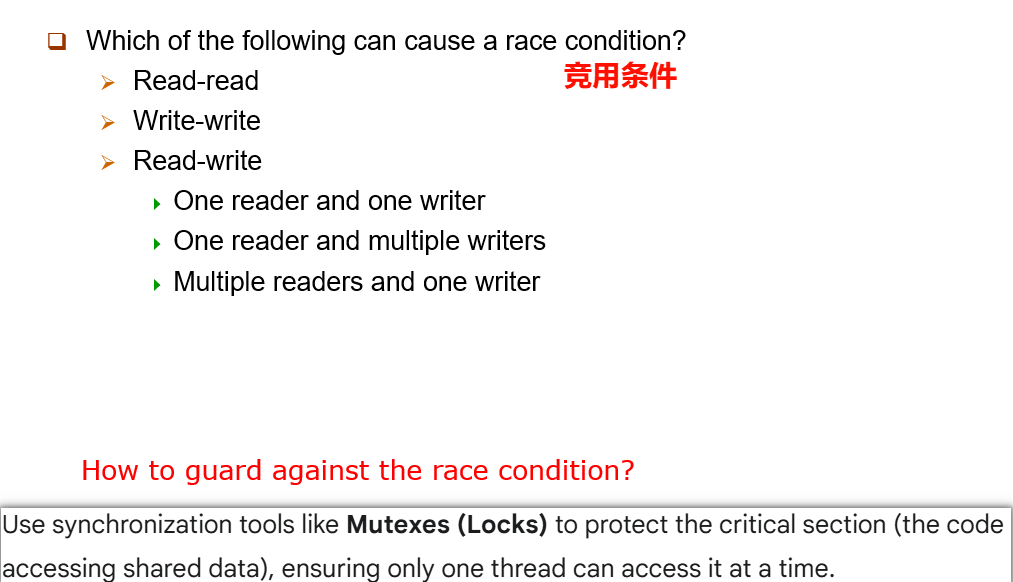 Which of the following can cause a race condition?
竞用条件
Read-read
Write-write
Read-write
One reader and one writer
One reader and multiple writers
Multiple readers and one writer
How to guard against the race condition?
Use synchronization tools like Mutexes (Locks) to protect the critical section (the code
accessing shared data), ensuring only one thread can access it at a time.